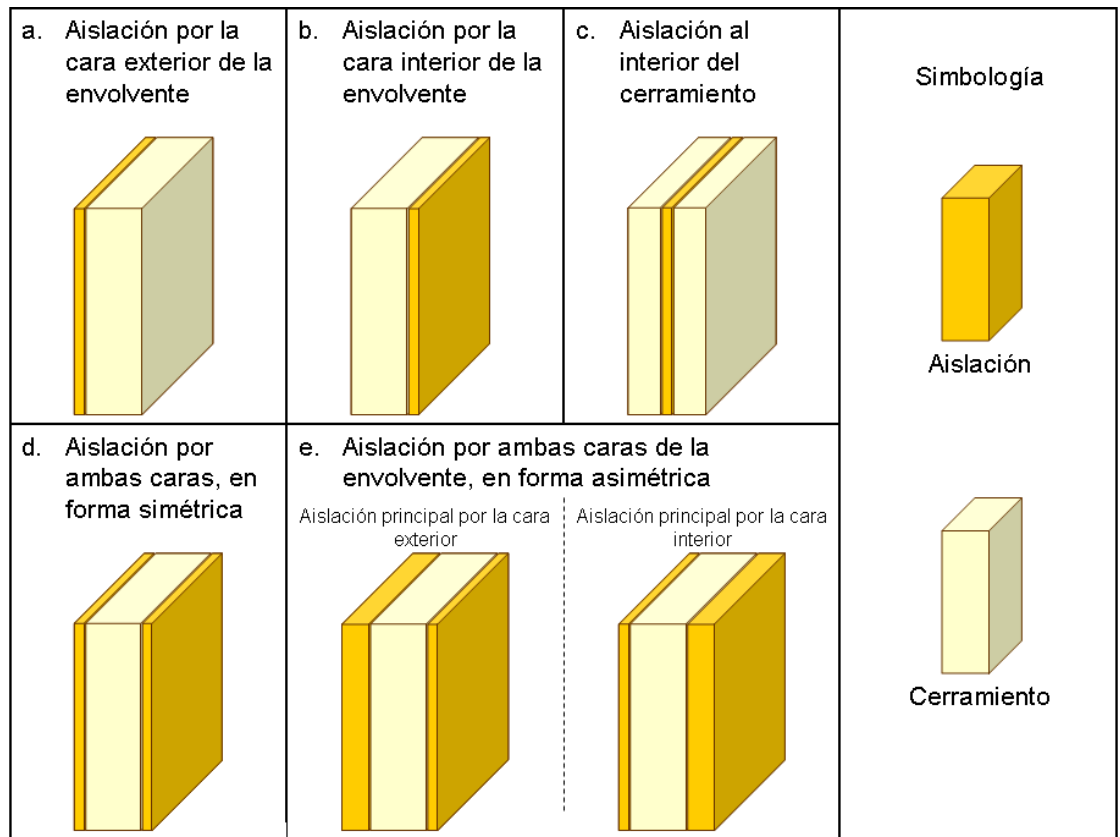 a. Aislación por la
cara exterior de la
envolvente
b. Aislación por la
cara interior de la
envolvente
c. Aislación al
interior del
cerramiento
Simbología
Aislación
d. Aislación por
ambas caras, en
forma simétrica
e. Aislación por ambas caras de la
envolvente, en forma asimétrica
Aislación principal por la cara
exterior
Aislación principal por la cara
interior
Cerramiento